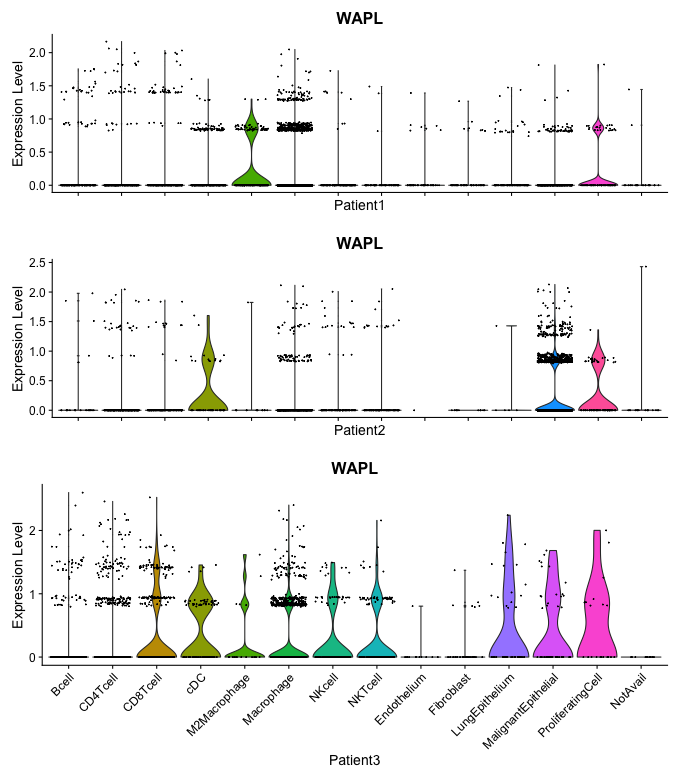 WAPL
Expression Level
2.0
1.5
1.0
0.5
0.0
Patient1
WAPL
Expression Level
2.5
2.0
1.5
1.0
0.5
0.0
Patient2
WAPL
Expression Level
2
1
0
Bcell
CD4Tcell
CD8Tcell
cDC
M2Macrophage
Macrophage
NKcell
NKTcell
Endothelium
Fibroblast
LungEpithelium
MalignantEpithelial
ProliferatingCell
NotAvail
Patient3